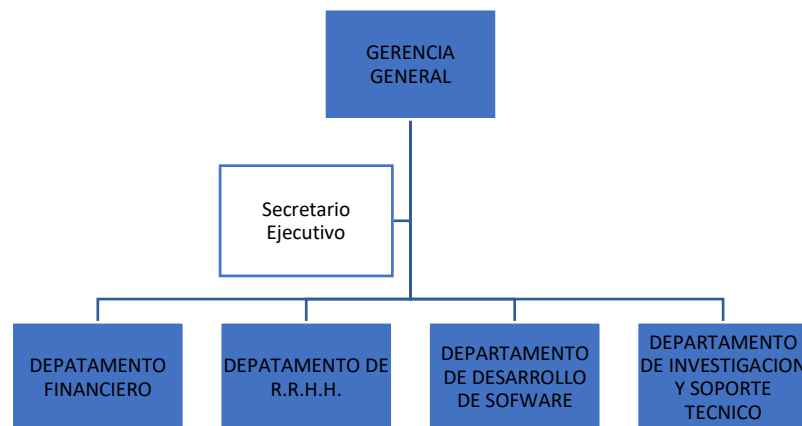 GERENCIA
GENERAL
Secretario
Ejecutivo
DEPATAMENTO
FINANCIERO
DEPATAMENTO DE
R.R.H.H.
DEPARTAMENTO
DE DESARROLLO
DE SOFWARE
DEPARTAMENTO
DE INVESTIGACION
Y SOPORTE
TECNICO